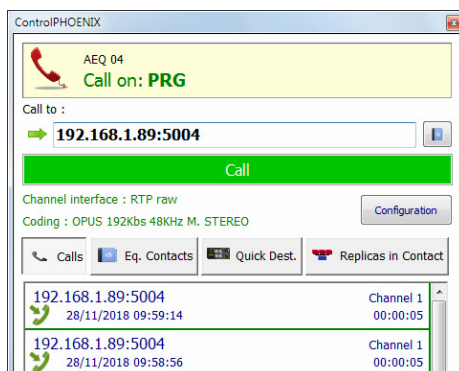 ControlPHOENIX
AEQ 04
Call on: PRG
Call to :
192.168.1.89:5004
Call
Channel interface : RTP raw
Coding : OPUS 192Kbs 48KHz M. STEREO
Configuration
Calls Eq. Contacts Quick Dest. Replicas in Contact
192.168.1.89:5004 Channel 1
28/11/2018 09:59:14 00:00:05
192.168.1.89:5004 Channel 1
28/11/2018 09:58:56 00:00:05